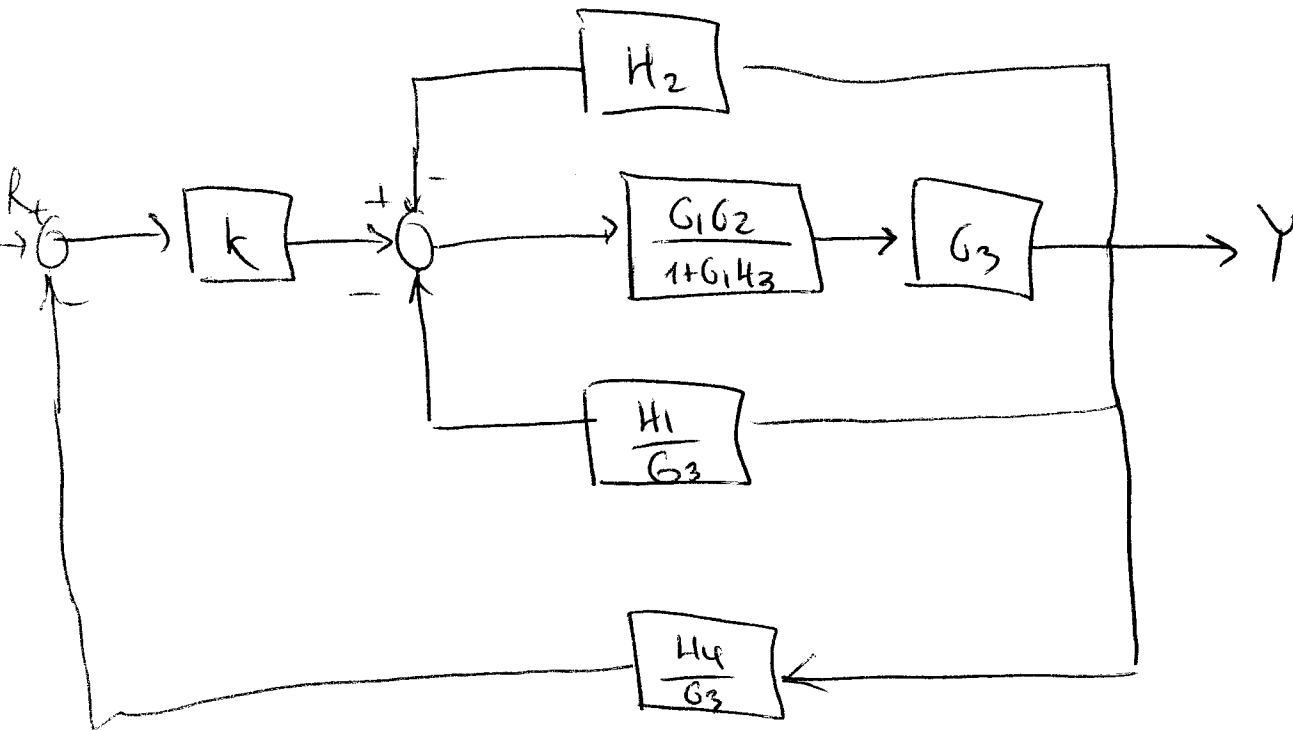 H2
R + k + - G1G2 G3 Y
1+G1H3
-
-
H1
G3
H4
G3